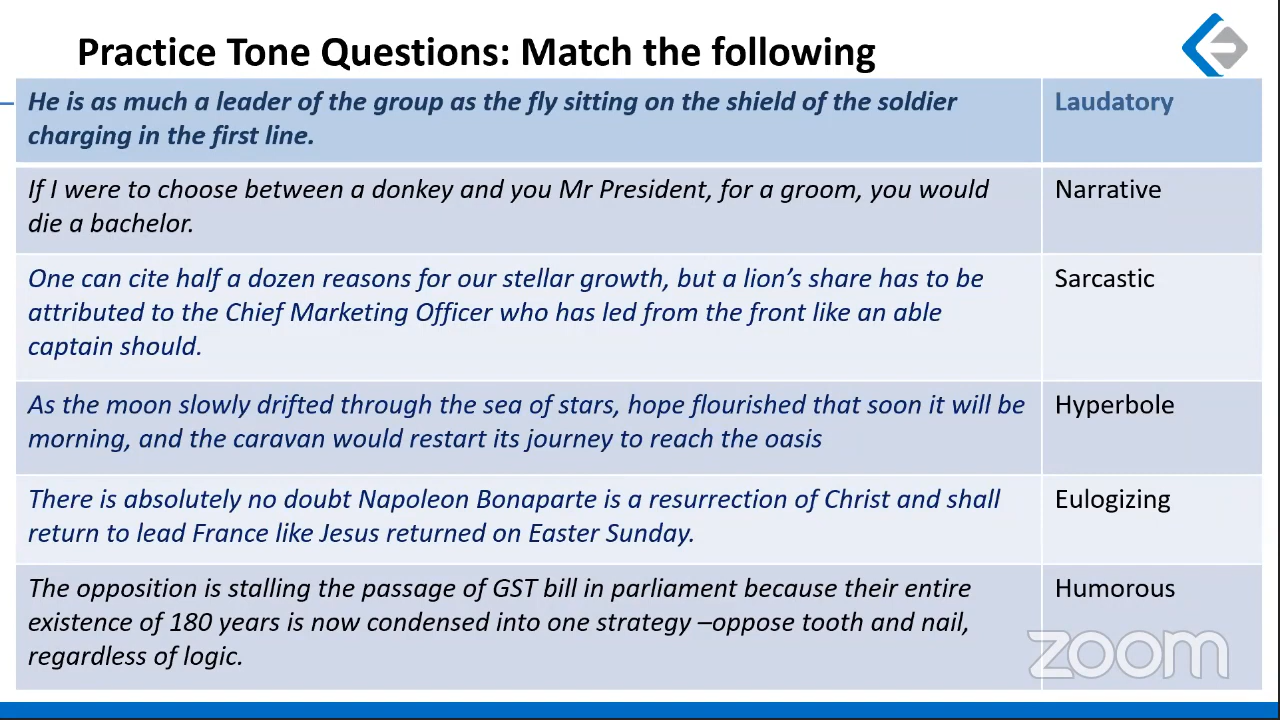 Practice Tone Questions: Match the following
He is as much a leader of the group as the fly sitting on the shield of the soldier
charging in the first line.
Laudatory
If I were to choose between a donkey and you Mr President, for a groom, you would
die a bachelor.
Narrative
One can cite half a dozen reasons for our stellar growth, but a lion’s share has to be
attributed to the Chief Marketing Officer who has led from the front like an able
captain should.
Sarcastic
As the moon slowly drifted through the sea of stars, hope flourished that soon it will be
morning, and the caravan would restart its journey to reach the oasis
Hyperbole
There is absolutely no doubt Napoleon Bonaparte is a resurrection of Christ and shall
return to lead France like Jesus returned on Easter Sunday.
Eulogizing
The opposition is stalling the passage of GST bill in parliament because their entire
existence of 180 years is now condensed into one strategy –oppose tooth and nail,
regardless of logic.
Humorous
zoom